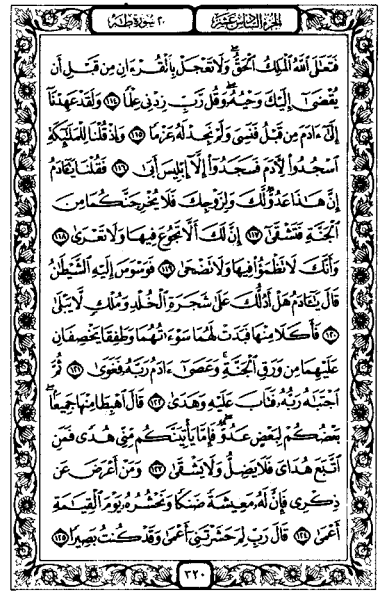 الجزء السادس عشر ٢٠ سورة طه
فَتَعَٰلَى ٱللَّهُ ٱلْمَلِكُ ٱلْحَقُّ ۗ وَلَا تَعْجَلْ بِٱلْقُرْءَانِ مِن قَبْلِ أَن
يُقْضَىٰٓ إِلَيْكَ وَحْيُهُۥ ۖ وَقُل رَّبِّ زِدْنِى عِلْمًا ١١٤ وَلَقَدْ عَهِدْنَآ
إِلَىٰٓ ءَادَمَ مِن قَبْلُ فَنَسِىَ وَلَمْ نَجِدْ لَهُۥ عَزْمًا ١١٥ وَإِذْ قُلْنَا لِلْمَلَٰٓئِكَةِ
ٱسْجُدُوا۟ لِءَادَمَ فَسَجَدُوٓا۟ إِلَّآ إِبْلِيسَ أَبَىٰ ١١٦ فَقُلْنَا يَٰٓـَٔادَمُ
إِنَّ هَٰذَا عَدُوٌّ لَّكَ وَلِزَوْجِكَ فَلَا يُخْرِجَنَّكُمَا مِنَ
ٱلْجَنَّةِ فَتَشْقَىٰٓ ١١٧ إِنَّ لَكَ أَلَّا تَجُوعَ فِيهَا وَلَا تَعْرَىٰ ١١٨
وَأَنَّكَ لَا تَظْمَؤُا۟ فِيهَا وَلَا تَضْحَىٰ ١١٩ فَوَسْوَسَ إِلَيْهِ ٱلشَّيْطَٰنُ
قَالَ يَٰٓـَٔادَمُ هَلْ أَدُلُّكَ عَلَىٰ شَجَرَةِ ٱلْخُلْدِ وَمُلْكٍ لَّا يَبْلَىٰ
١٢٠ فَأَكَلَا مِنْهَا فَبَدَتْ لَهُمَا سَوْءَٰتُهُمَا وَطَفِقَا يَخْصِفَانِ
عَلَيْهِمَا مِن وَرَقِ ٱلْجَنَّةِ ۚ وَعَصَىٰٓ ءَادَمُ رَبَّهُۥ فَغَوَىٰ ١٢١ ثُمَّ
ٱجْتَبَٰهُ رَبُّهُۥ فَتَابَ عَلَيْهِ وَهَدَىٰ ١٢٢ قَالَ ٱهْبِطَا مِنْهَا جَمِيعًۢا ۖ
بَعْضُكُمْ لِبَعْضٍ عَدُوٌّ ۖ فَإِمَّا يَأْتِيَنَّكُم مِّنِّى هُدًى فَمَنِ
ٱتَّبَعَ هُدَاىَ فَلَا يَضِلُّ وَلَا يَشْقَىٰ ١٢٣ وَمَنْ أَعْرَضَ عَن
ذِكْرِى فَإِنَّ لَهُۥ مَعِيشَةً ضَنكًا وَنَحْشُرُهُۥ يَوْمَ ٱلْقِيَٰمَةِ
أَعْمَىٰ ١٢٤ قَالَ رَبِّ لِمَ حَشَرْتَنِىٓ أَعْمَىٰ وَقَدْ كُنتُ بَصِيرًا ١٢٥
٣٢٠